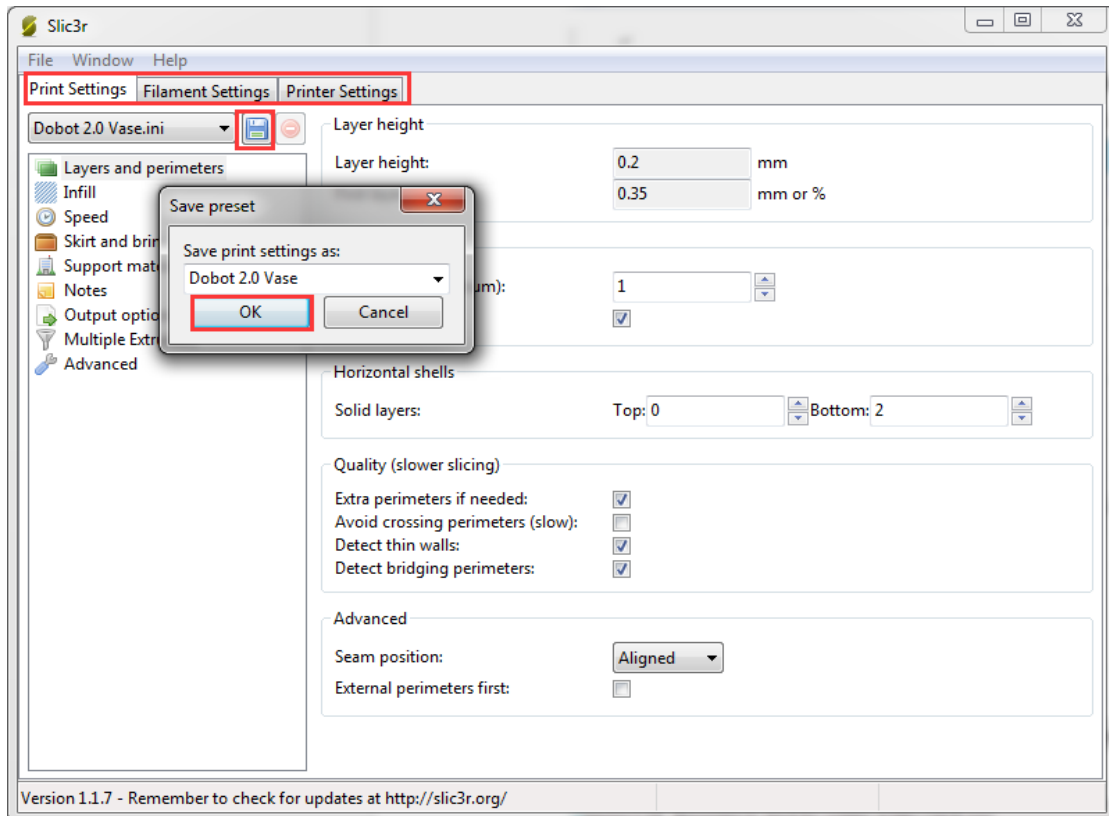 Slic3r
File Window Help
Print Settings Filament Settings Printer Settings
Dobot 2.0 Vase.ini
Layers and perimeters
Infill
Speed
Skirt and brim
Support mate
Notes
Output optio
Multiple Extr
Advanced
Save preset
Save print settings as:
Dobot 2.0 Vase
OK Cancel
Layer height
Layer height: 0.2 mm
0.35 mm or %
um): 1
Horizontal shells
Solid layers: Top: 0 Bottom: 2
Quality (slower slicing)
Extra perimeters if needed:
Avoid crossing perimeters (slow):
Detect thin walls:
Detect bridging perimeters:
Advanced
Seam position: Aligned
External perimeters first:
Version 1.1.7 - Remember to check for updates at http://slic3r.org/